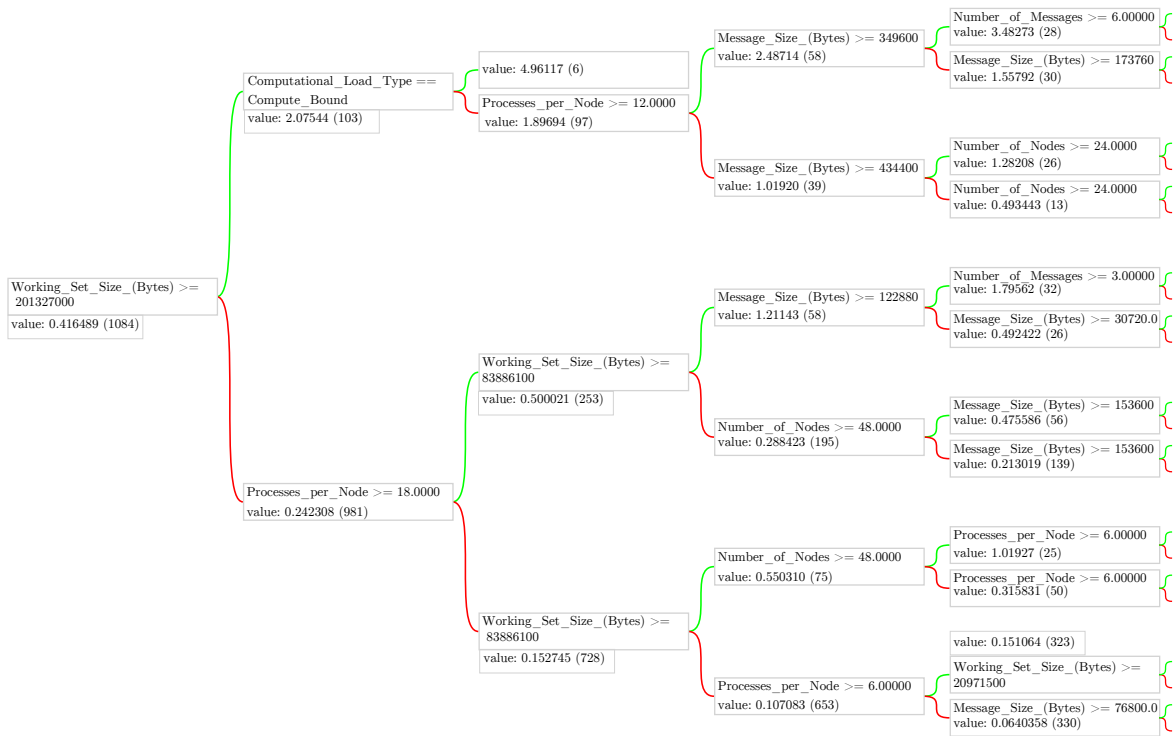 Number_of_Messages >= 6.00000
value: 3.48273 (28)
Message_Size_(Bytes) >= 349600
value: 2.48714 (58)
Message_Size_(Bytes) >= 173760
value: 1.55792 (30)
value: 4.96117 (6)
Computational_Load_Type ==
Compute_Bound
value: 2.07544 (103)
Processes_per_Node >= 12.0000
value: 1.89694 (97)
Number_of_Nodes >= 24.0000
value: 1.28208 (26)
Message_Size_(Bytes) >= 434400
value: 1.01920 (39)
Number_of_Nodes >= 24.0000
value: 0.493443 (13)
Working_Set_Size_(Bytes) >=
201327000
value: 0.416489 (1084)
Number_of_Messages >= 3.00000
value: 1.79562 (32)
Message_Size_(Bytes) >= 122880
value: 1.21143 (58)
Message_Size_(Bytes) >= 30720.0
value: 0.492422 (26)
Working_Set_Size_(Bytes) >=
83886100
value: 0.500021 (253)
Message_Size_(Bytes) >= 153600
value: 0.475586 (56)
Number_of_Nodes >= 48.0000
value: 0.288423 (195)
Message_Size_(Bytes) >= 153600
value: 0.213019 (139)
Processes_per_Node >= 18.0000
value: 0.242308 (981)
Processes_per_Node >= 6.00000
value: 1.01927 (25)
Number_of_Nodes >= 48.0000
value: 0.550310 (75)
Processes_per_Node >= 6.00000
value: 0.315831 (50)
Working_Set_Size_(Bytes) >=
83886100
value: 0.152745 (728)
value: 0.151064 (323)
Working_Set_Size_(Bytes) >=
20971500
Processes_per_Node >= 6.00000
value: 0.107083 (653)
Message_Size_(Bytes) >= 76800.0
value: 0.0640358 (330)